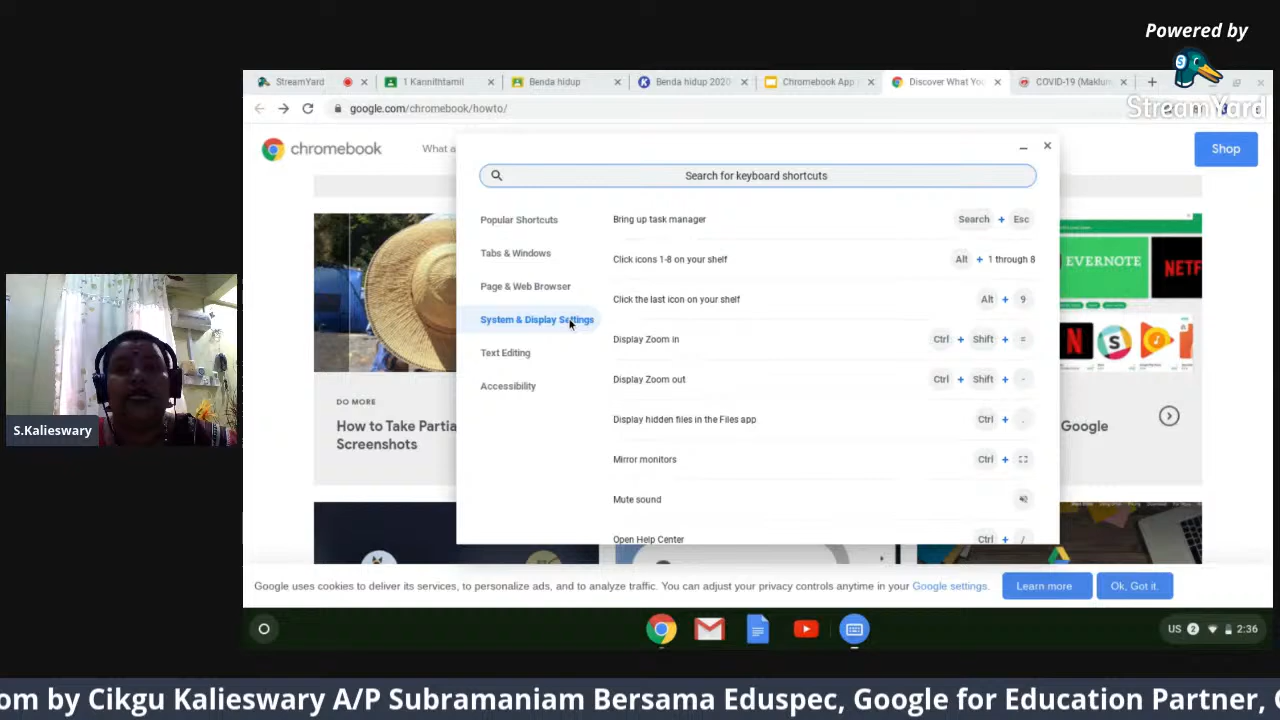 Powered by
StreamYard
StreamYard
1 Kannithtamil
Benda hidup
Benda hidup 2020
Chromebook App
Discover What You
COVID-19 (Maklum
google.com/chromebook/howto/
chromebook
What a
Shop
Search for keyboard shortcuts
Popular Shortcuts
Tabs & Windows
Page & Web Browser
System & Display Settings
Text Editing
Accessibility
Bring up task manager
Search + Esc
Click icons 1-8 on your shelf
Alt + 1 through 8
Click the last icon on your shelf
Alt + 9
Display Zoom in
Ctrl + Shift + =
Display Zoom out
Ctrl + Shift + -
Display hidden files in the Files app
Ctrl + .
Mirror monitors
Ctrl +
Mute sound
Open Help Center
Ctrl + /
DO MORE
How to Take Partia
Screenshots
EVERNOTE
NETF
Google
S.Kalieswary
Google uses cookies to deliver its services, to personalize ads, and to analyze traffic. You can adjust your privacy controls anytime in your Google settings.
Learn more
Ok, Got it.
US 2 2:36
om by Cikgu Kalieswary A/P Subramaniam Bersama Eduspec, Google for Education Partner,